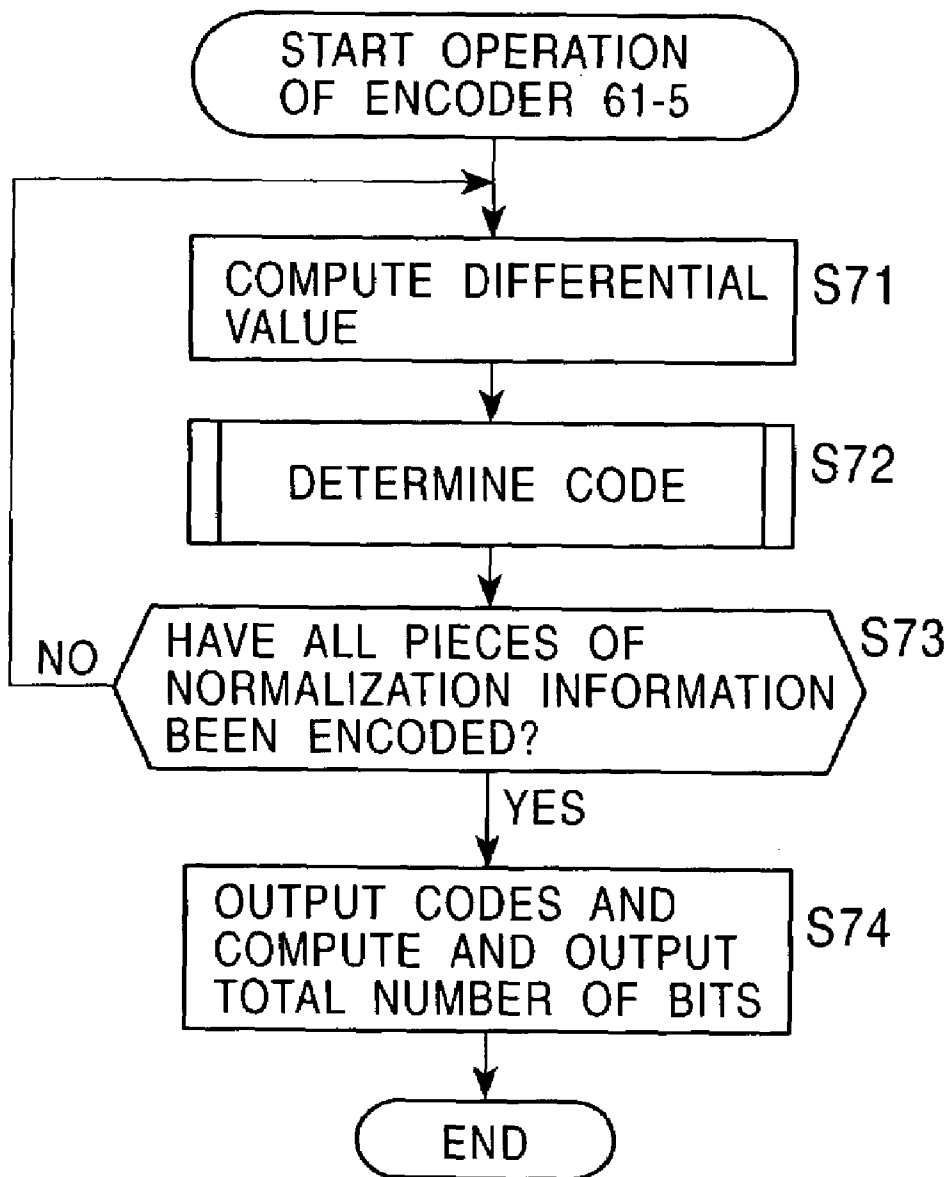 START OPERATION
OF ENCODER 61-5
COMPUTE DIFFERENTIAL
VALUE
S71
DETERMINE CODE
S72
HAVE ALL PIECES OF
NORMALIZATION INFORMATION
BEEN ENCODED?
S73
NO
YES
OUTPUT CODES AND
COMPUTE AND OUTPUT
TOTAL NUMBER OF BITS
S74
END